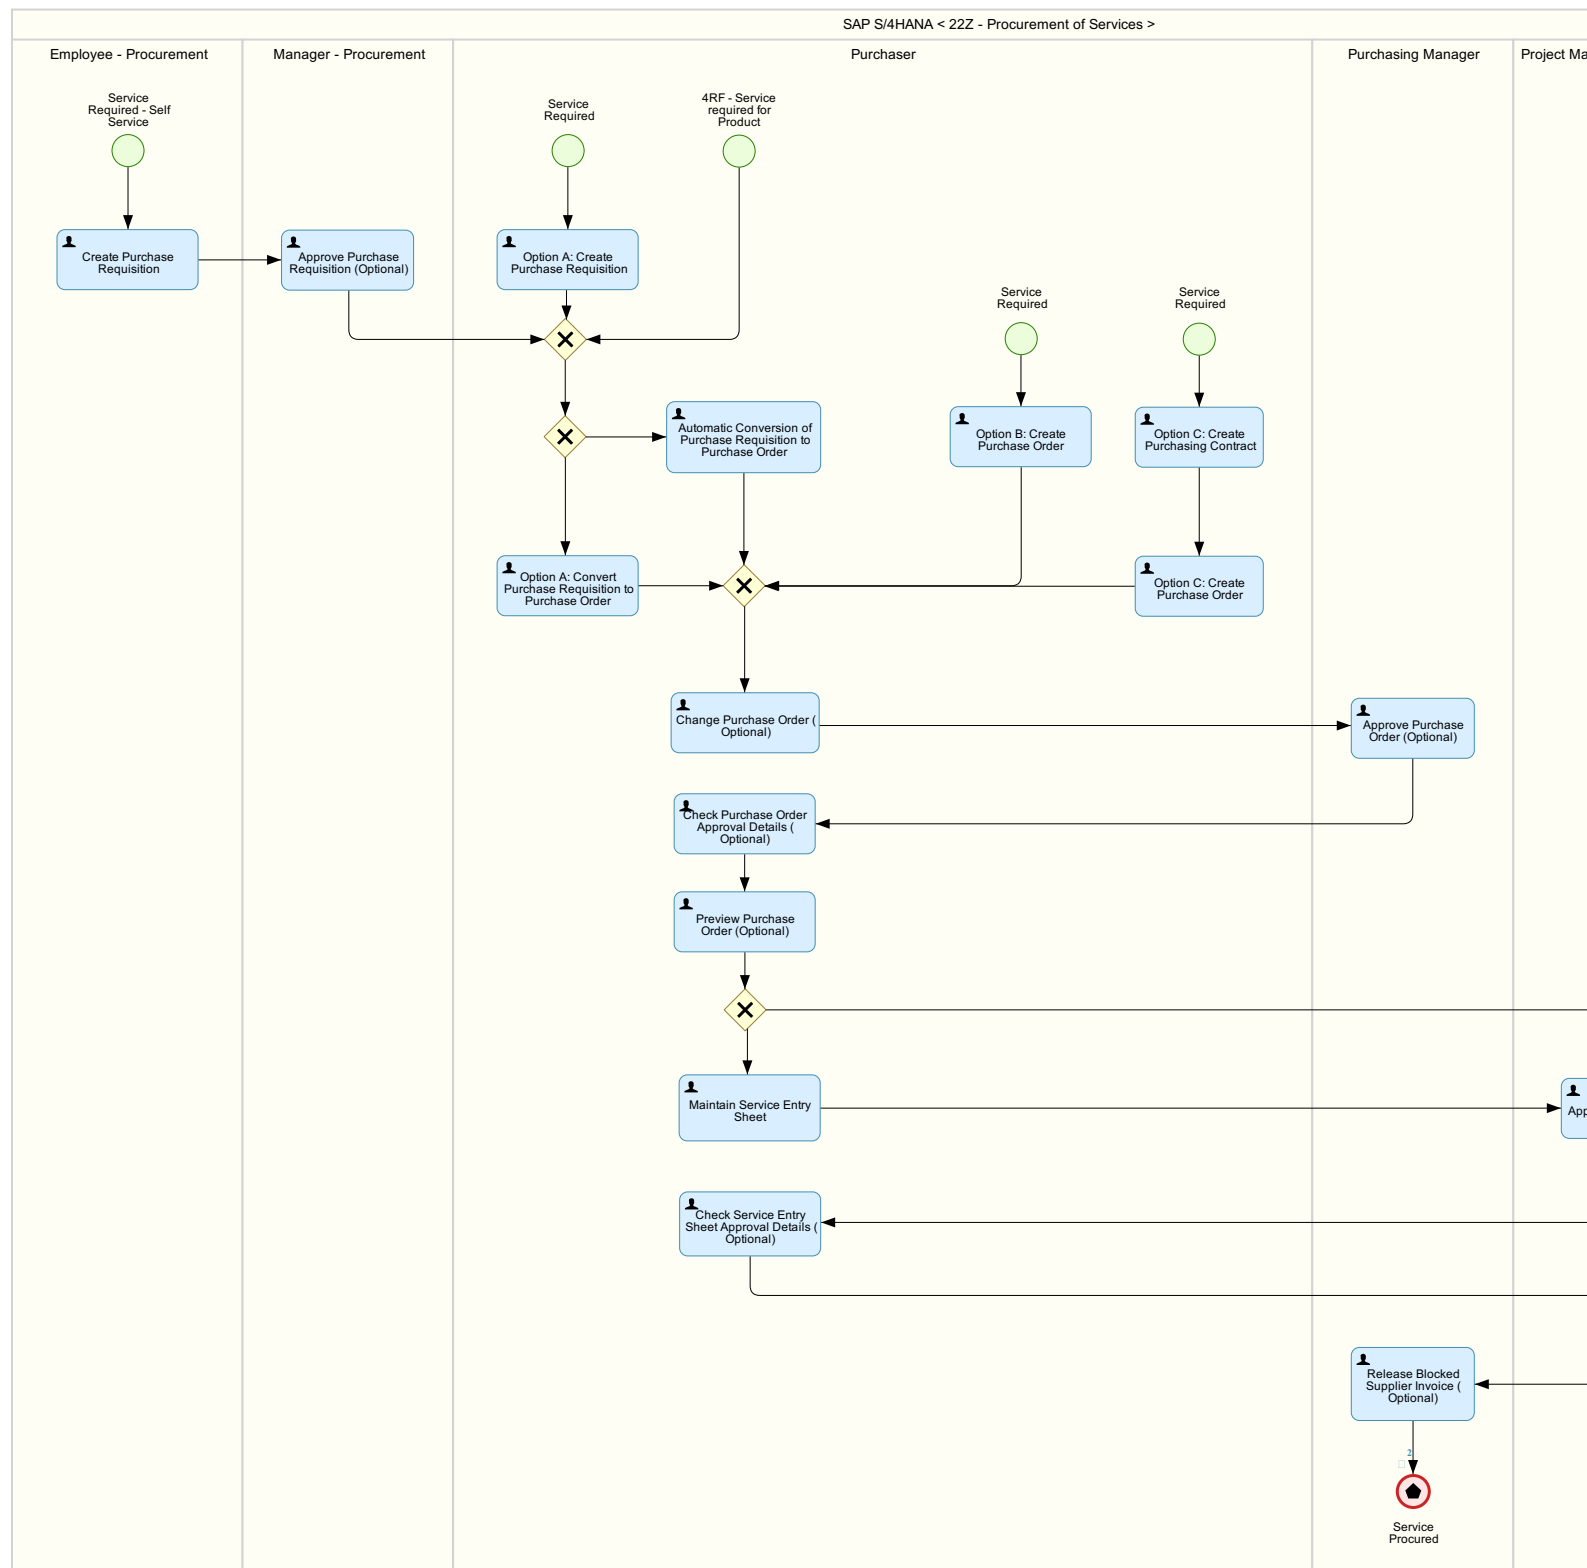 SAP S/4HANA < 22Z - Procurement of Services >
Employee - Procurement
Manager - Procurement
Purchaser
Purchasing Manager
Project Ma
Service
Required - Self
Service
Service
Required
4RF - Service
required for
Product
Create Purchase
Requisition
Approve Purchase
Requisition (Optional)
Option A: Create
Purchase Requisition
Service
Required
Service
Required
Automatic Conversion of
Purchase Requisition to
Purchase Order
Option B: Create
Purchase Order
Option C: Create
Purchasing Contract
Option A: Convert
Purchase Requisition to
Purchase Order
Option C: Create
Purchase Order
Change Purchase Order (
Optional)
Approve Purchase
Order (Optional)
Check Purchase Order
Approval Details (
Optional)
Preview Purchase
Order (Optional)
Maintain Service Entry
Sheet
App
Check Service Entry
Sheet Approval Details (
Optional)
Release Blocked
Supplier Invoice (
Optional)
2
Service
Procured